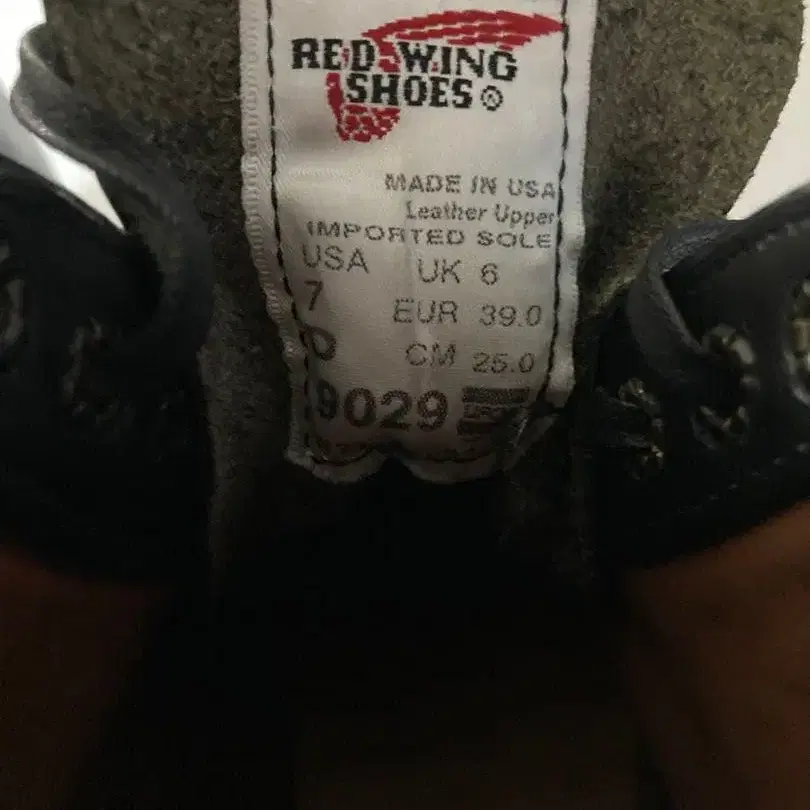 RED WING
SHOES®
MADE IN USA
Leather Upper
IMPORTED SOLE
USA UK 6
7 EUR 39.0
D CM 25.0
9029